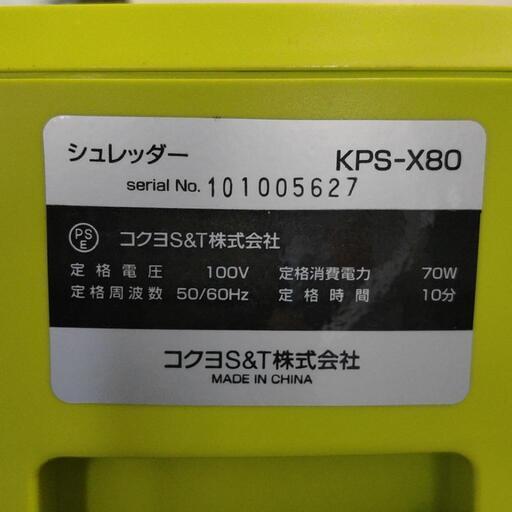 シュレッダー KPS-X80
serial No. 101005627
PSE コクヨS&T株式会社
定格電圧 100V 定格消費電力 70W
定格周波数 50/60Hz 定格時間 10分
コクヨS&T株式会社
MADE IN CHINA